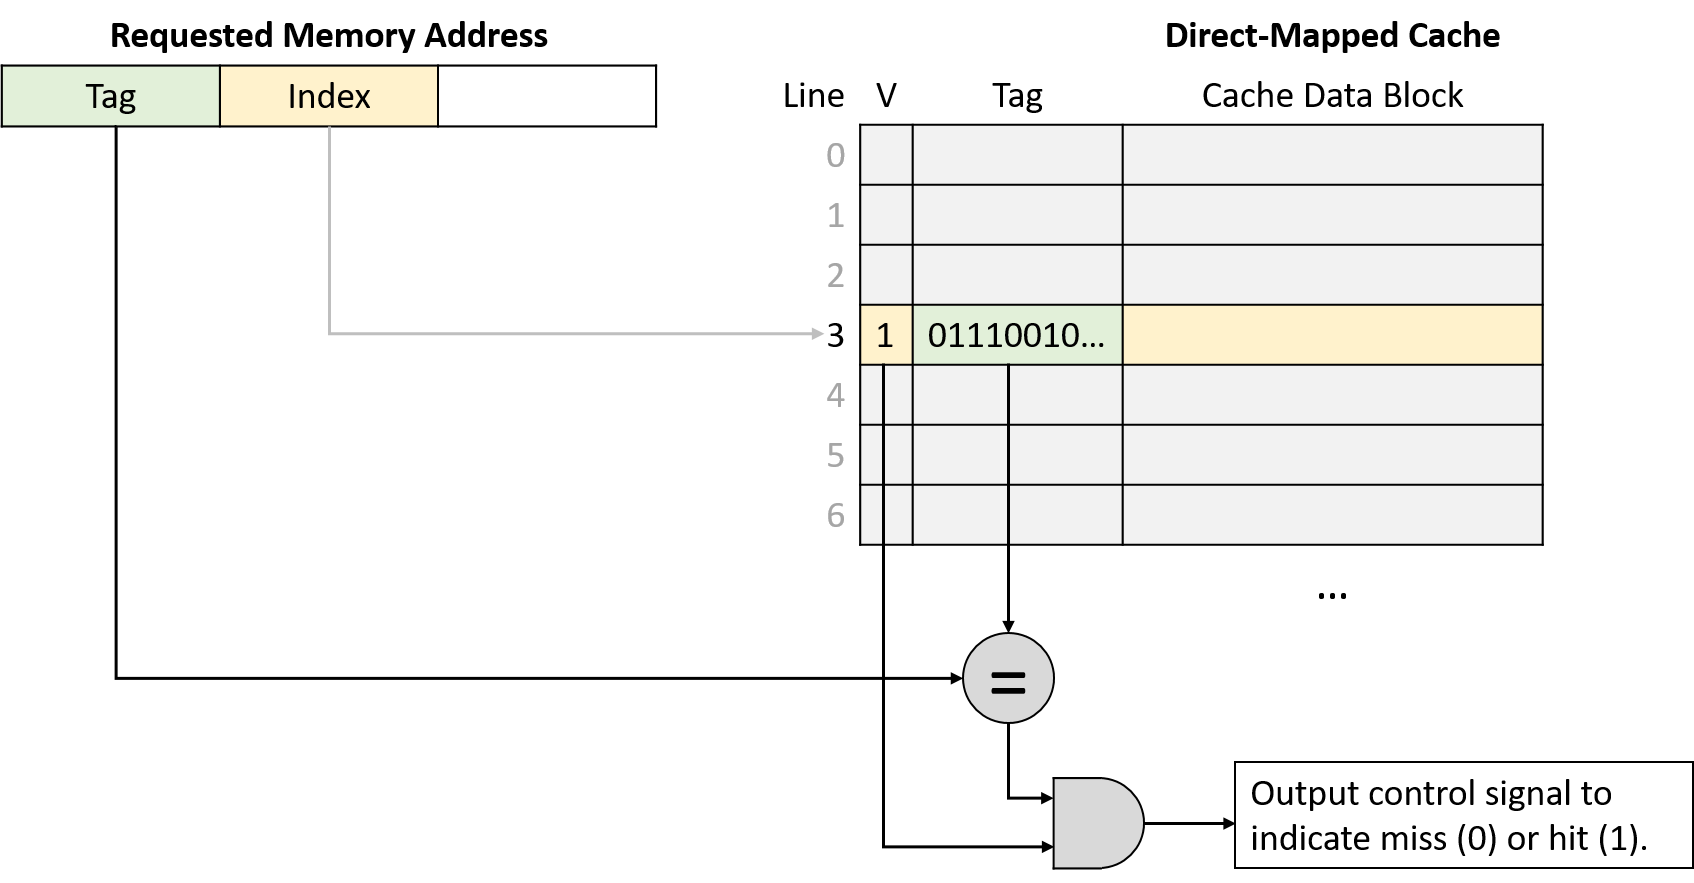 Requested Memory Address
Direct-Mapped Cache
Tag Index
Line V Tag Cache Data Block
0
1
2
3 1 01110010...
4
5
6
...
=
Output control signal to
indicate miss (0) or hit (1).